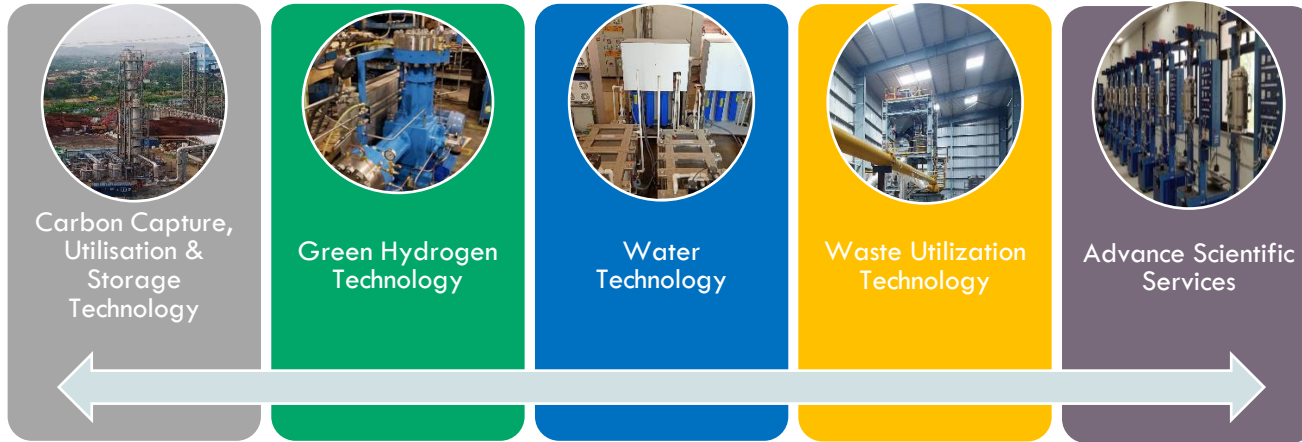 Carbon Capture,
Utilisation &
Storage
Technology
Green Hydrogen
Technology
Water
Technology
Waste Utilization
Technology
Advance Scientific
Services